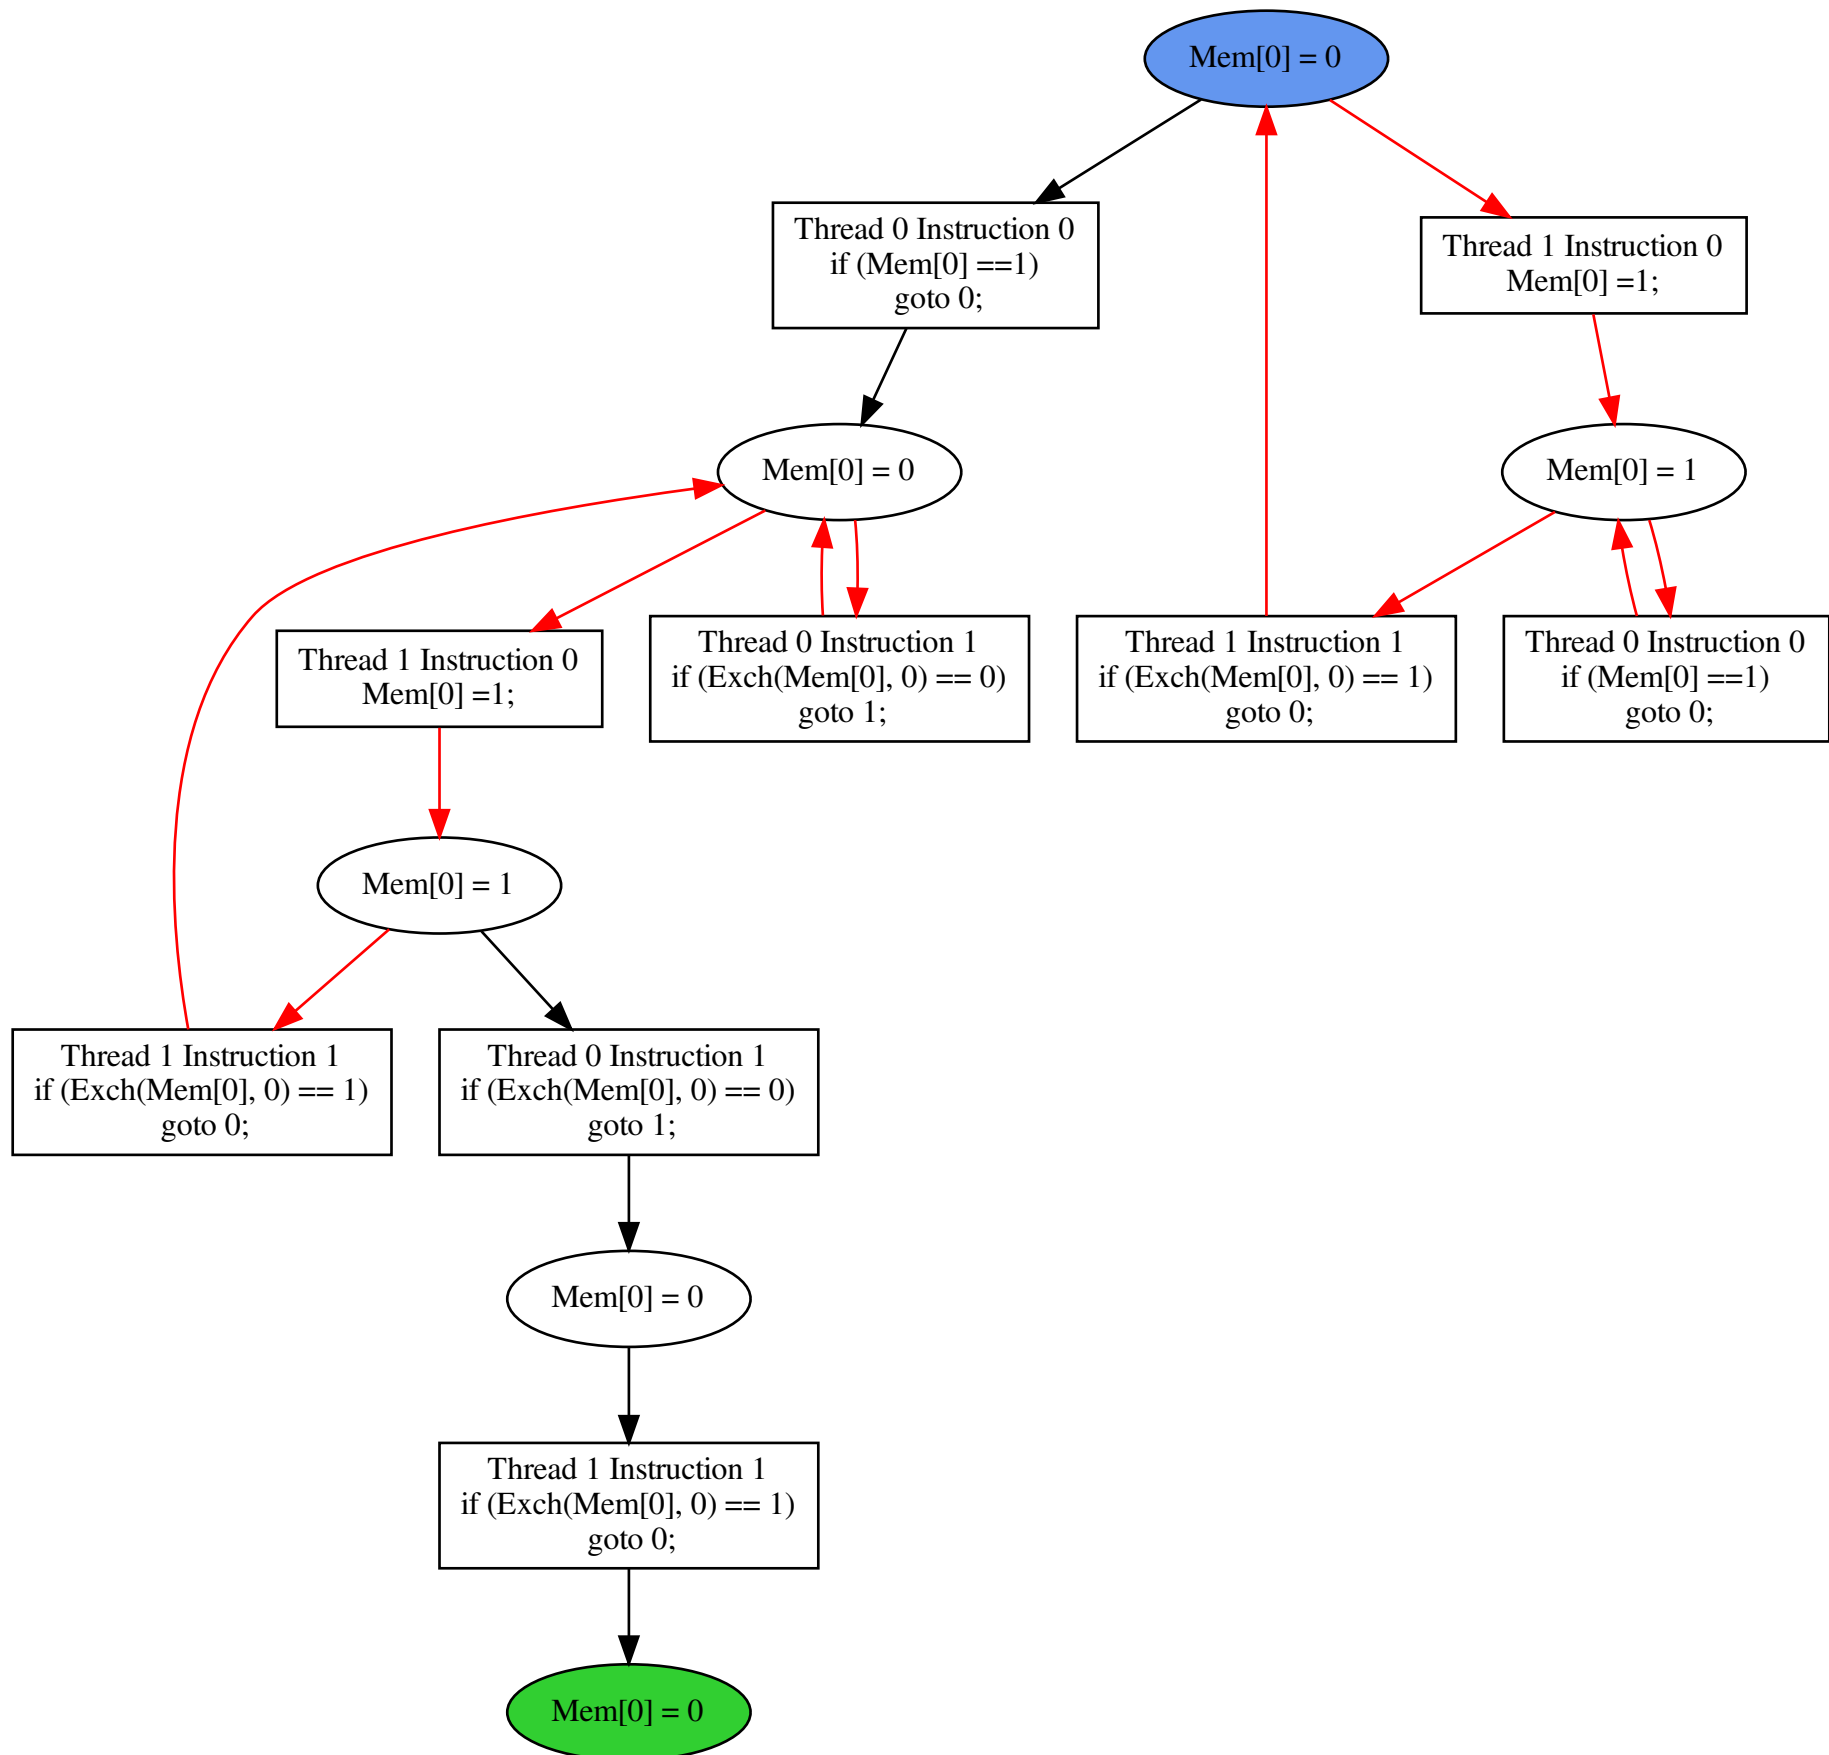 Mem[0] = 0
Thread 0 Instruction 0
if (Mem[0] ==1)
goto 0;
Thread 1 Instruction 0
Mem[0] =1;
Mem[0] = 0
Mem[0] = 1
Thread 1 Instruction 0
Mem[0] =1;
Thread 0 Instruction 1
if (Exch(Mem[0], 0) == 0)
goto 1;
Thread 1 Instruction 1
if (Exch(Mem[0], 0) == 1)
goto 0;
Thread 0 Instruction 0
if (Mem[0] ==1)
goto 0;
Mem[0] = 1
Thread 1 Instruction 1
if (Exch(Mem[0], 0) == 1)
goto 0;
Thread 0 Instruction 1
if (Exch(Mem[0], 0) == 0)
goto 1;
Mem[0] = 0
Thread 1 Instruction 1
if (Exch(Mem[0], 0) == 1)
goto 0;
Mem[0] = 0